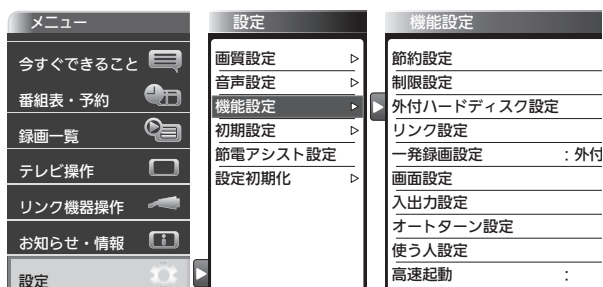 メニュー
今すぐできること
番組表・予約
録画一覧
テレビ操作
リンク機器操作
お知らせ・情報
設定
設定
画質設定
音声設定
機能設定
初期設定
節電アシスト設定
設定初期化
機能設定
節約設定
制限設定
外付ハードディスク設定
リンク設定
一発録画設定 : 外付
画面設定
入出力設定
オートターン設定
使う人設定
高速起動 :